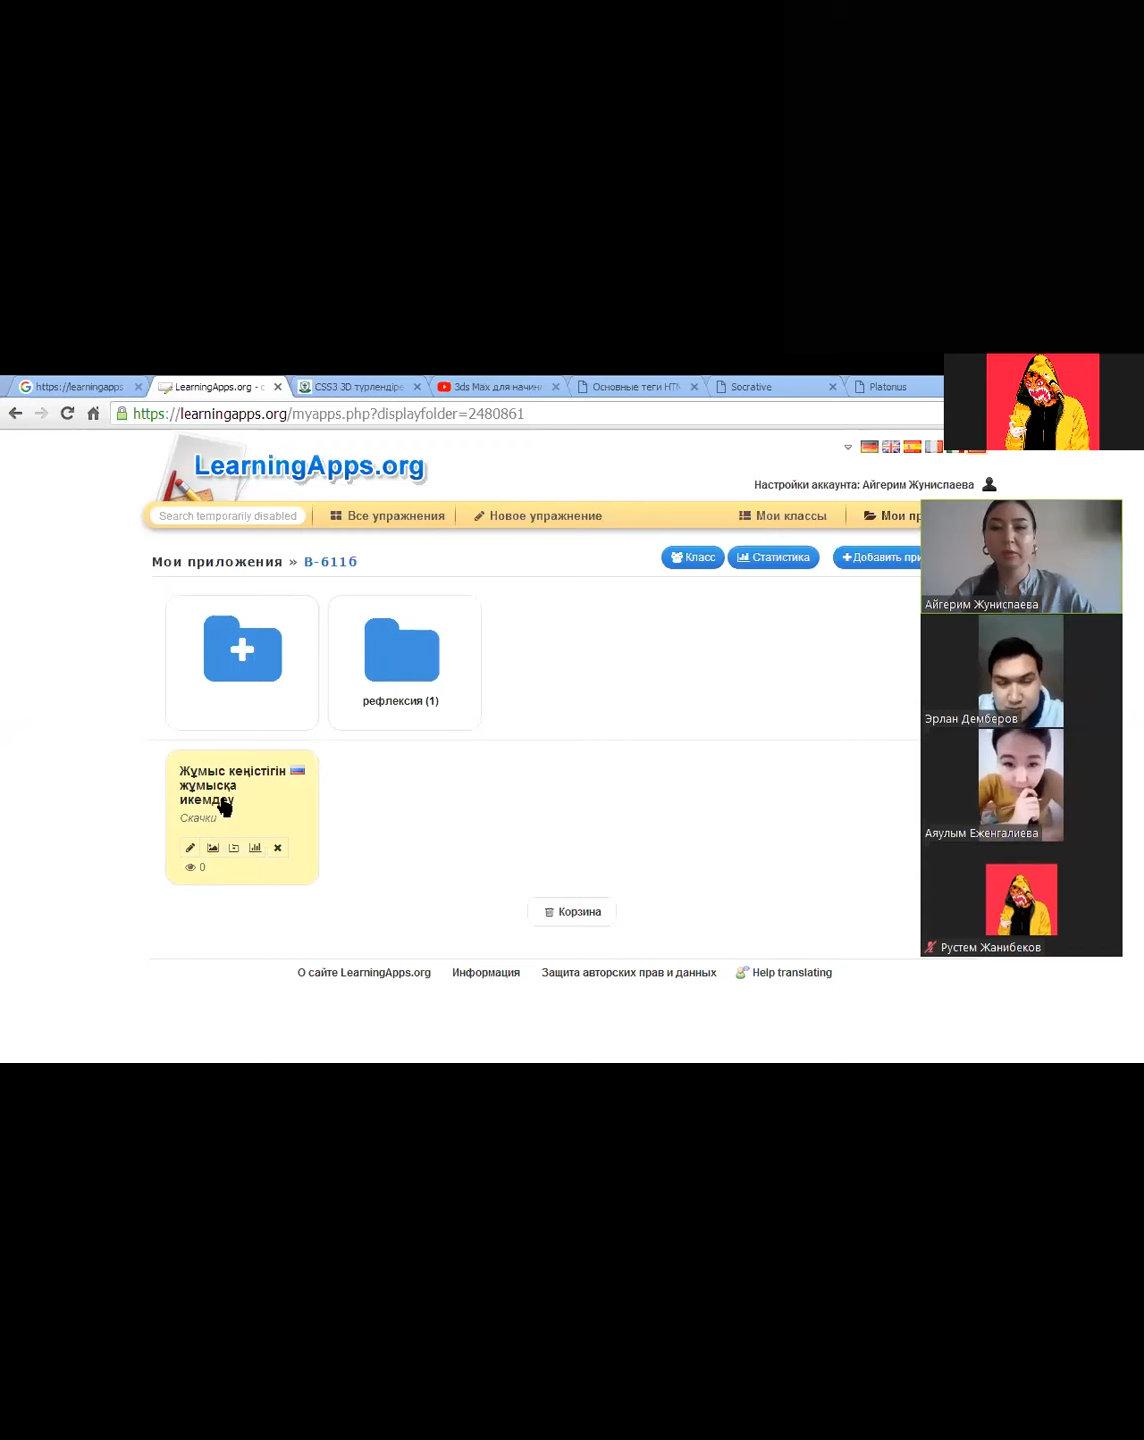 https://learningapps
LearningApps.org - с
CSS3 3D турлендіре
3ds Max для начин
Основные теги HTM
Socrative
Platonus
https://learningapps.org/myapps.php?displayfolder=2480861
LearningApps.org
Настройки аккаунта: Айгерим Жуниспаева
Search temporarily disabled
Все упражнения
Новое упражнение
Мои классы
Мои пр
Мои приложения » В-611б
Класс
Статистика
Добавить при
рефлексия (1)
Жұмыс кеңістігін
жұмысқа
икемдеу
Скачки
0
Корзина
О сайте LearningApps.org
Информация
Защита авторских прав и данных
Help translating
Айгерим Жуниспаева
Эрлан Демберов
Аяулым Еженгалиева
Рустем Жанибеков